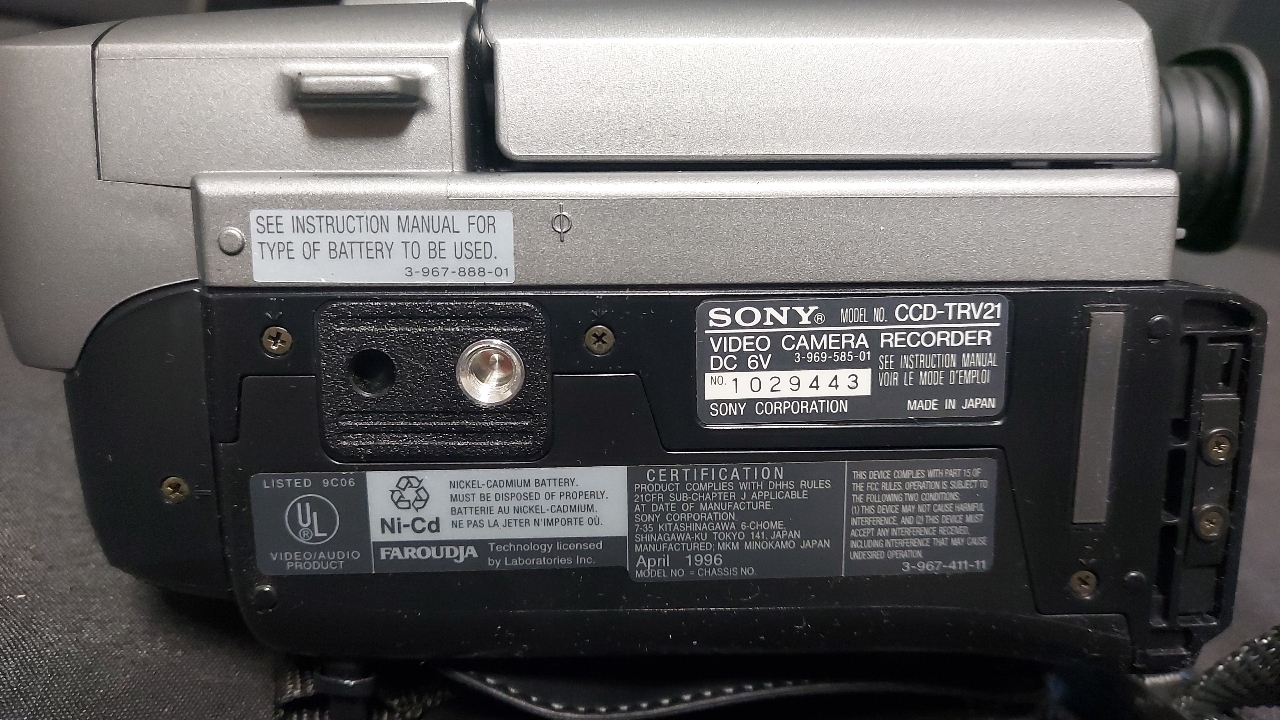 SEE INSTRUCTION MANUAL FOR
TYPE OF BATTERY TO BE USED.
3-967-888-01
SONY® MODEL NO. CCD-TRV21
VIDEO CAMERA RECORDER
DC 6V 3-969-585-01
SEE INSTRUCTION MANUAL
VOIR LE MODE D'EMPLOI
NO. 1029443
SONY CORPORATION MADE IN JAPAN
LISTED 9C06
UL®
VIDEO/AUDIO
PRODUCT
Ni-Cd
NICKEL-CADMIUM BATTERY.
MUST BE DISPOSED OF PROPERLY.
BATTERIE AU NICKEL-CADMIUM.
NE PAS LA JETER N'IMPORTE OÙ.
FAROUDJA Technology licensed
by Laboratories Inc.
CERTIFICATION
PRODUCT COMPLIES WITH DHHS RULES
21CFR SUB-CHAPTER J APPLICABLE
AT DATE OF MANUFACTURE.
SONY CORPORATION
7-35 KITASHINAGAWA 6-CHOME,
SHINAGAWA-KU TOKYO 141, JAPAN
MANUFACTURED; MKM MINOKAMO JAPAN
April 1996
MODEL NO = CHASSIS NO.
THIS DEVICE COMPLIES WITH PART 15 OF
THE FCC RULES. OPERATION IS SUBJECT TO
THE FOLLOWING TWO CONDITIONS:
(1) THIS DEVICE MAY NOT CAUSE HARMFUL
INTERFERENCE, AND (2) THIS DEVICE MUST
ACCEPT ANY INTERFERENCE RECEIVED,
INCLUDING INTERFERENCE THAT MAY CAUSE
UNDESIRED OPERATION.
3-967-411-11